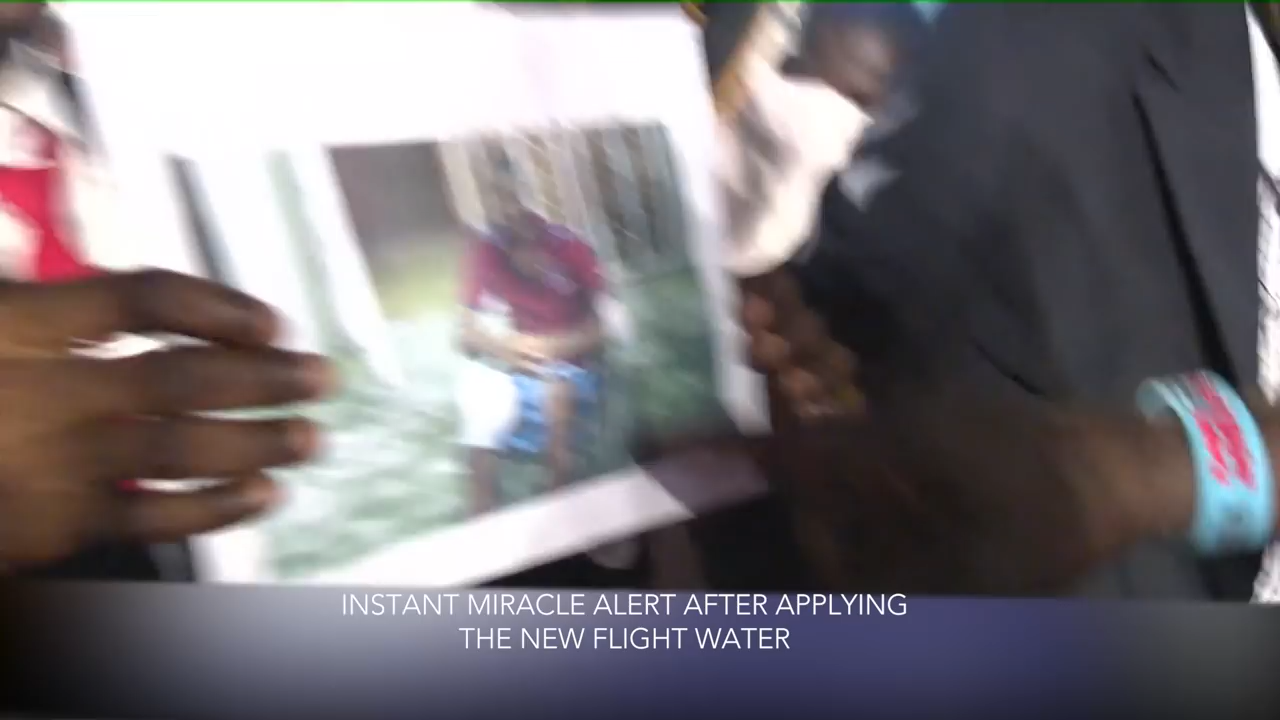 INSTANT MIRACLE ALERT AFTER APPLYING
THE NEW FLIGHT WATER